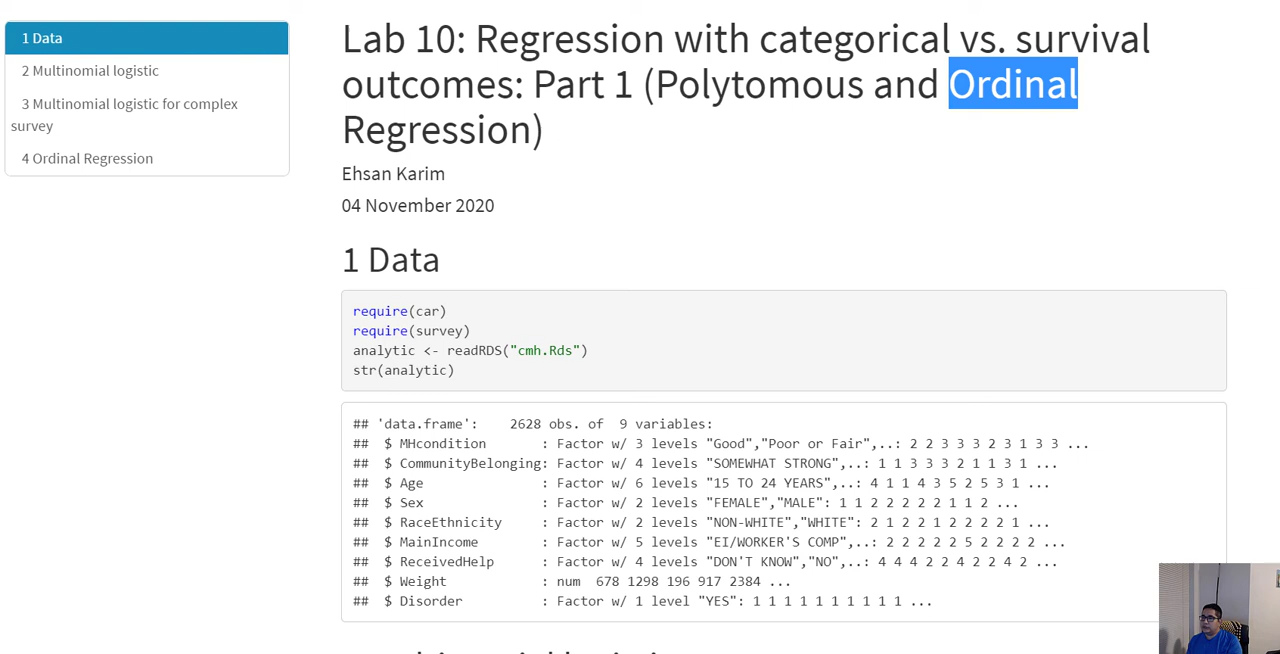 1 Data
2 Multinomial logistic
3 Multinomial logistic for complex
survey
4 Ordinal Regression
Lab 10: Regression with categorical vs. survival
outcomes: Part 1 (Polytomous and Ordinal
Regression)
Ehsan Karim
04 November 2020
1 Data
require(car)
require(survey)
analytic <- readRDS("cmh.Rds")
str(analytic)
## 'data.frame':    2628 obs. of  9 variables:
##  $ MHcondition       : Factor w/ 3 levels "Good","Poor or Fair",..: 2 2 3 3 3 2 3 1 3 3 ...
##  $ CommunityBelonging: Factor w/ 4 levels "SOMEWHAT STRONG",..: 1 1 3 3 3 2 1 1 3 1 ...
##  $ Age               : Factor w/ 6 levels "15 TO 24 YEARS",..: 4 1 1 4 3 5 2 5 3 1 ...
##  $ Sex               : Factor w/ 2 levels "FEMALE","MALE": 1 1 2 2 2 2 2 1 1 2 ...
##  $ RaceEthnicity     : Factor w/ 2 levels "NON-WHITE","WHITE": 2 1 2 2 1 2 2 2 2 1 ...
##  $ MainIncome        : Factor w/ 5 levels "EI/WORKER'S COMP",..: 2 2 2 2 2 5 2 2 2 2 ...
##  $ ReceivedHelp      : Factor w/ 4 levels "DON'T KNOW","NO",..: 4 4 4 2 2 4 2 2 4 2 ...
##  $ Weight            : num  678 1298 196 917 2384 ...
##  $ Disorder          : Factor w/ 1 level "YES": 1 1 1 1 1 1 1 1 1 1 ...